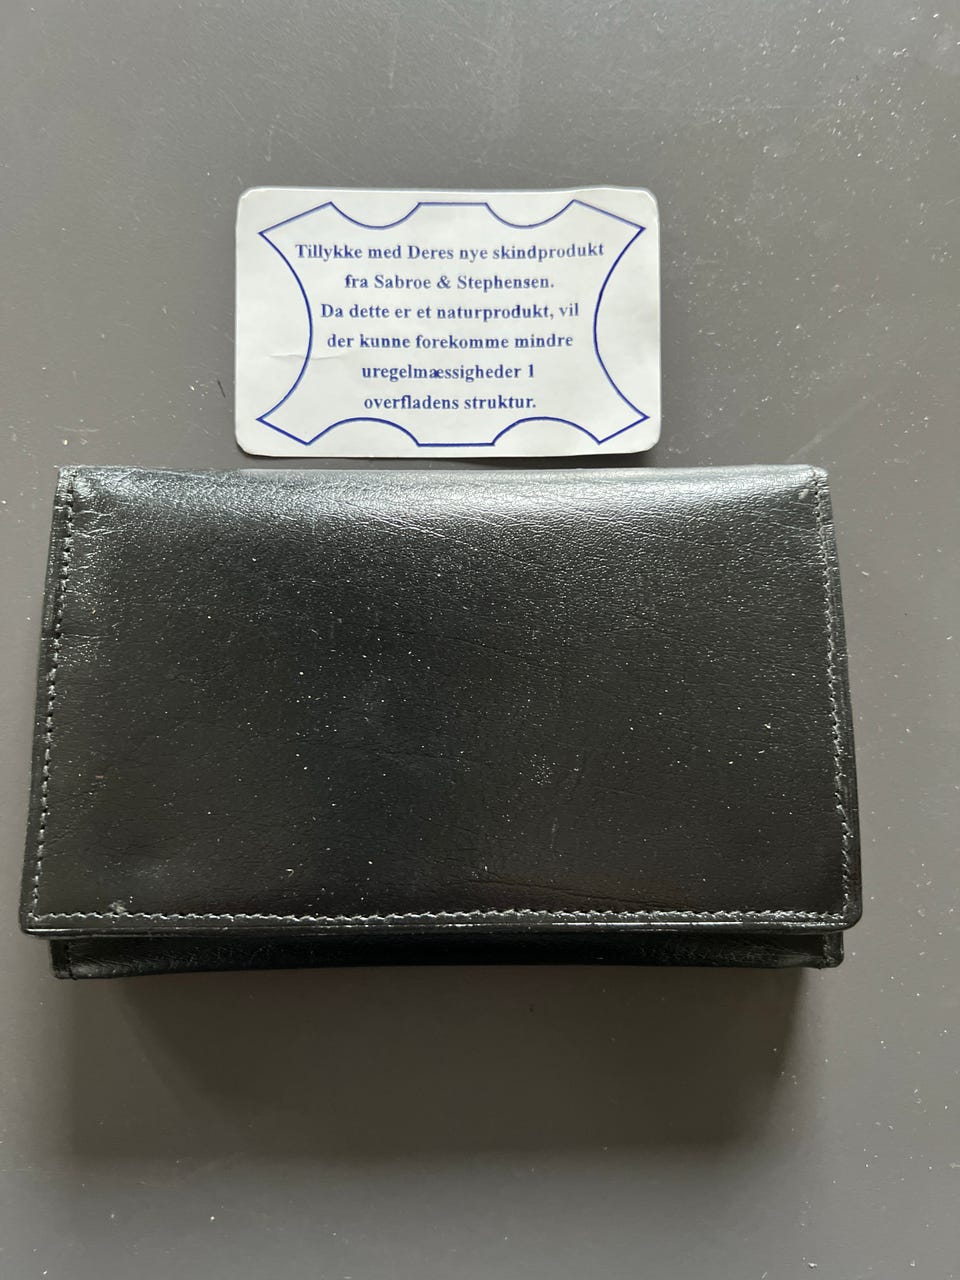 Tillykke med Deres nye skindprodukt
fra Sabroe & Stephensen.
Da dette er et naturprodukt, vil
der kunne forekomme mindre
uregelmæssigheder 1
overfladens struktur.